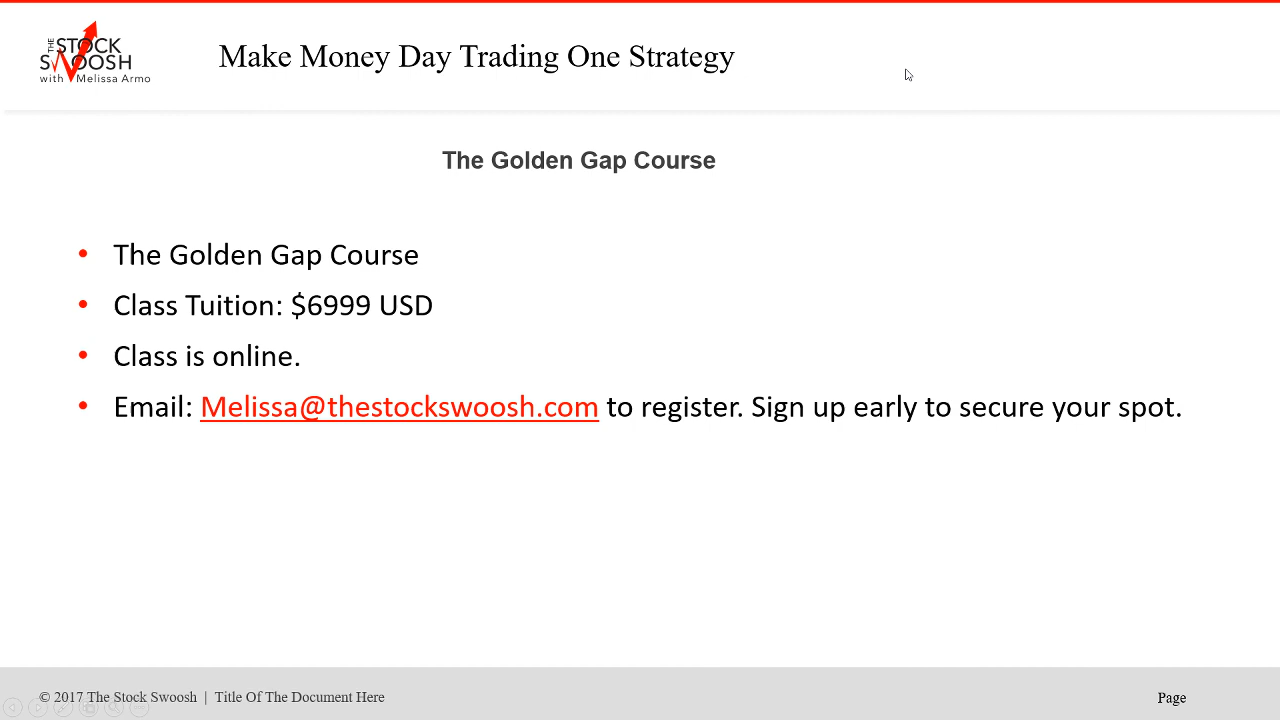 THE
STOCK
SWOOSH
with Melissa Armo
Make Money Day Trading One Strategy
The Golden Gap Course
• The Golden Gap Course
• Class Tuition: $6999 USD
• Class is online.
• Email: Melissa@thestockswoosh.com to register. Sign up early to secure your spot.
© 2017 The Stock Swoosh | Title Of The Document Here
Page